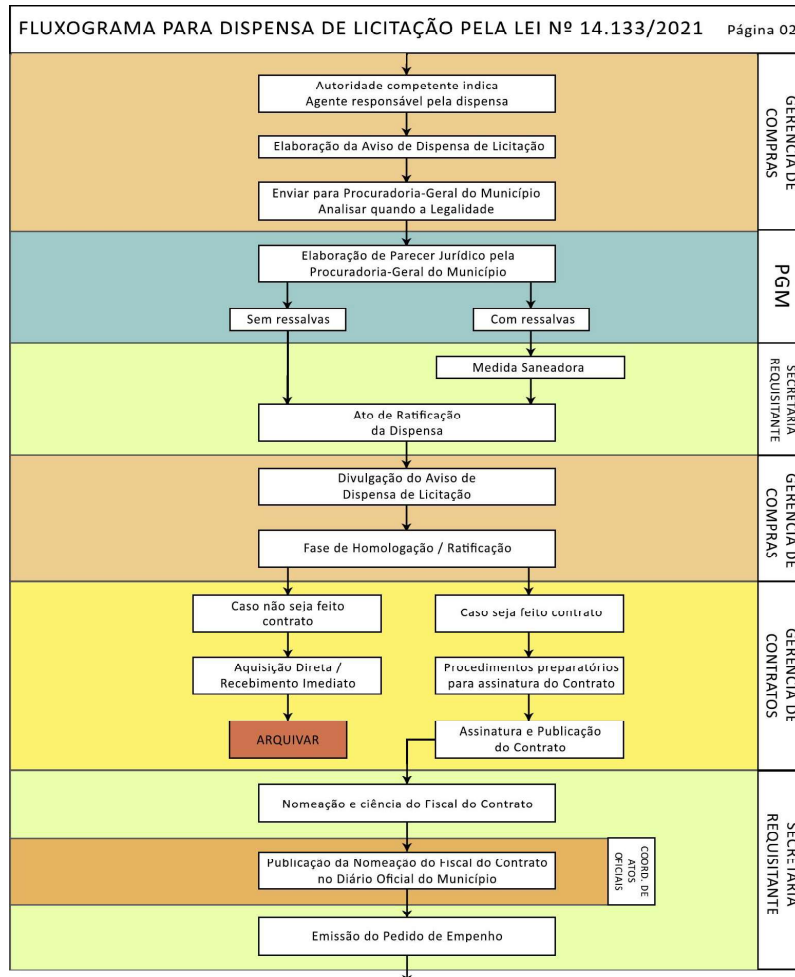 FLUXOGRAMA PARA DISPENSA DE LICITAÇÃO PELA LEI Nº 14.133/2021 Página 02
Autoridade competente indica
Agente responsável pela dispensa
Elaboração da Aviso de Dispensa de Licitação
Enviar para Procuradoria-Geral do Município
Analisar quando a Legalidade
GERENCIA DE
COMPRAS
Elaboração de Parecer Jurídico pela
Procuradoria-Geral do Município
Sem ressalvas
Com ressalvas
PGM
Medida Saneadora
Ato de Ratificação
da Dispensa
SECRETARIA
REQUISITANTE
Divulgação do Aviso de
Dispensa de Licitação
Fase de Homologação / Ratificação
GERENCIA DE
COMPRAS
Caso não seja feito
contrato
Caso seja feito contrato
Aquisição Direta /
Recebimento Imediato
Procedimentos preparatórios
para assinatura do Contrato
ARQUIVAR
Assinatura e Publicação
do Contrato
GERENCIA DE
CONTRATOS
Nomeação e ciência do Fiscal do Contrato
Publicação da Nomeação do Fiscal do Contrato
no Diário Oficial do Município
COORD. DE
ATOS
OFICIAIS
Emissão do Pedido de Empenho
SECRETARIA
REQUISITANTE